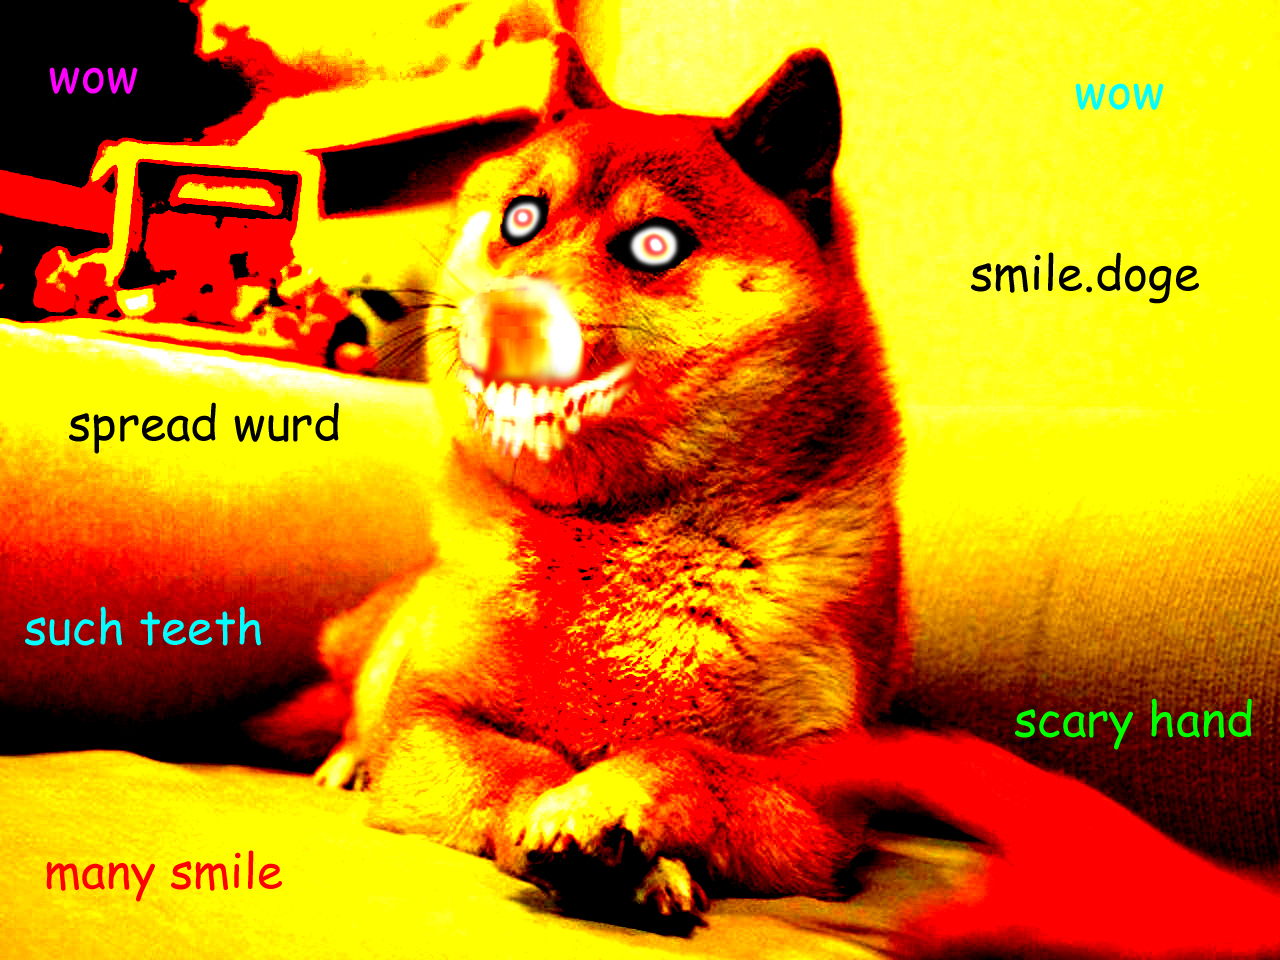 wow
wow
smile.doge
spread wurd
such teeth
scary hand
many smile